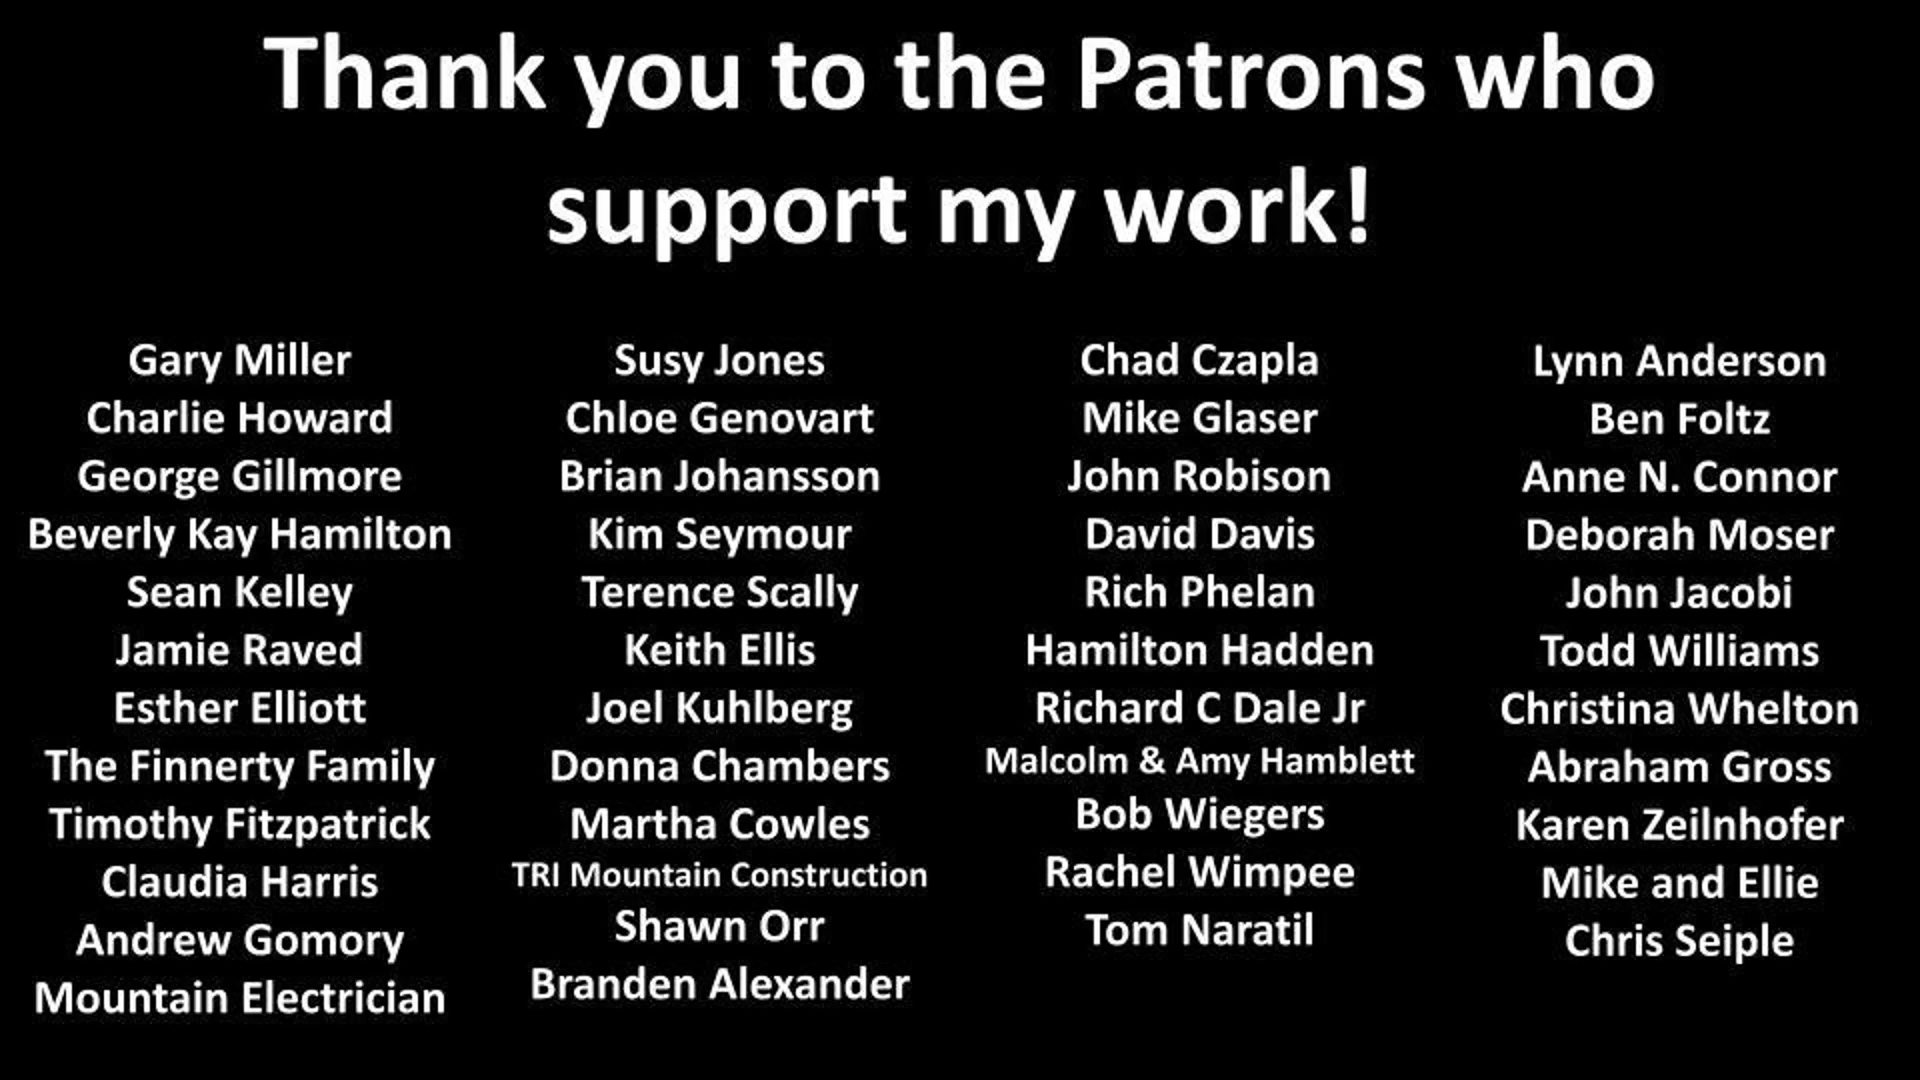 Thank you to the Patrons who
support my work!
Gary Miller
Charlie Howard
George Gillmore
Beverly Kay Hamilton
Sean Kelley
Jamie Raved
Esther Elliott
The Finnerty Family
Timothy Fitzpatrick
Claudia Harris
Andrew Gomory
Mountain Electrician
Susy Jones
Chloe Genovart
Brian Johansson
Kim Seymour
Terence Scally
Keith Ellis
Joel Kuhlberg
Donna Chambers
Martha Cowles
TRI Mountain Construction
Shawn Orr
Branden Alexander
Chad Czapla
Mike Glaser
John Robison
David Davis
Rich Phelan
Hamilton Hadden
Richard C Dale Jr
Malcolm & Amy Hamblett
Bob Wiegers
Rachel Wimpee
Tom Naratil
Lynn Anderson
Ben Foltz
Anne N. Connor
Deborah Moser
John Jacobi
Todd Williams
Christina Whelton
Abraham Gross
Karen Zeilnhofer
Mike and Ellie
Chris Seiple